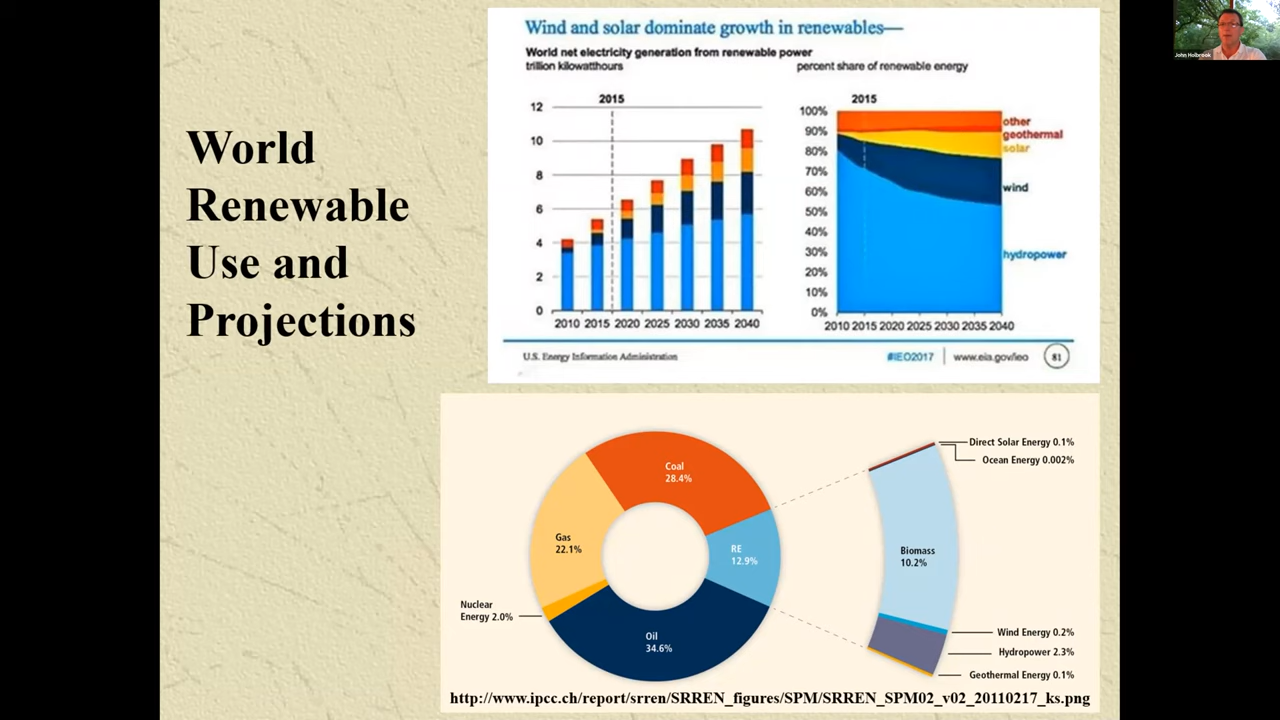 World
Renewable
Use and
Projections
Wind and solar dominate growth in renewables—
World net electricity generation from renewable power
trillion kilowatthours
percent share of renewable energy
2015
12
10
8
6
4
2
0
2010 2015 2020 2025 2030 2035 2040
2015
100%
90%
80%
70%
60%
50%
40%
30%
20%
10%
0%
2010 2015 2020 2025 2030 2035 2040
other
geothermal
solar
wind
hydropower
U.S. Energy Information Administration
#IEO2017
www.eia.gov/ieo
81
Coal
28.4%
Gas
22.1%
RE
12.9%
Nuclear
Energy 2.0%
Oil
34.6%
Direct Solar Energy 0.1%
Ocean Energy 0.002%
Biomass
10.2%
Wind Energy 0.2%
Hydropower 2.3%
Geothermal Energy 0.1%
http://www.ipcc.ch/report/srren/SRREN_figures/SPM/SRREN_SPM02_v02_20110217_ks.png
John Holbrook